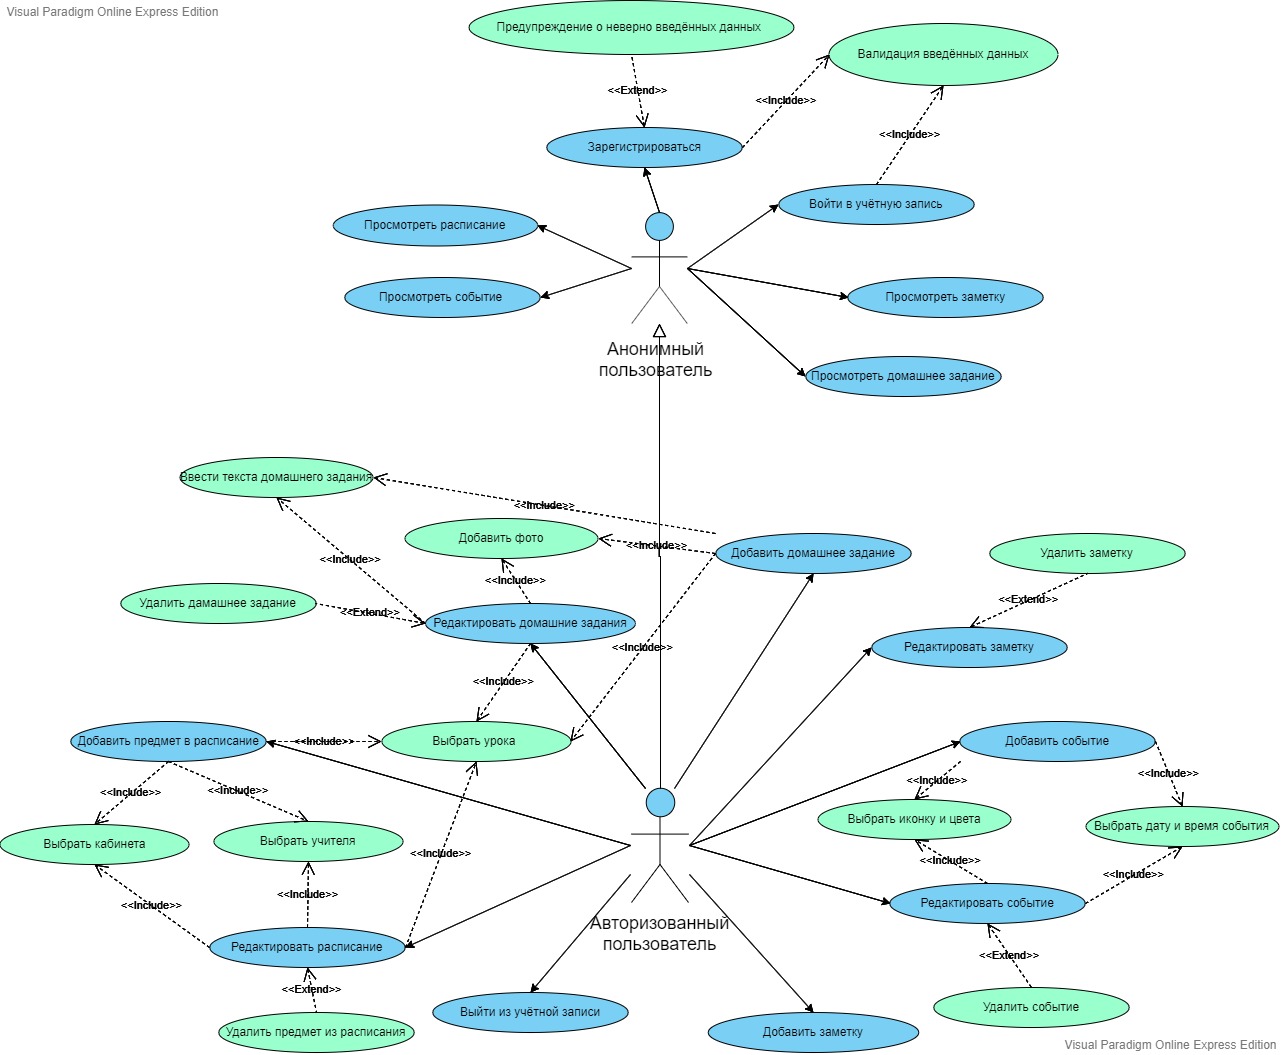 Visual Paradigm Online Express Edition
Предупреждение о неверно введённых данных
Валидация введённых данных
<<Extend>>
<<Include>>
<<Include>>
Зарегистрироваться
Войти в учётную запись
Просмотреть расписание
Просмотреть событие
Просмотреть заметку
Анонимный
пользователь
Просмотреть домашнее задание
Ввести текста домашнего задания
<<Include>>
Добавить фото
<<Include>>
Добавить домашнее задание
Удалить заметку
<<Include>>
<<Include>>
Удалить дамашнее задание
<<Extend>>
<<Extend>>
Редактировать домашние задания
<<Include>>
Редактировать заметку
<<Include>>
Добавить предмет в расписание
<<Include>>
Выбрать урока
Добавить событие
<<Include>>
<<Include>>
<<Include>>
<<Include>>
Выбрать иконку и цвета
Выбрать дату и время события
Выбрать кабинета
Выбрать учителя
<<Include>>
<<Include>>
<<Include>>
<<Include>>
<<Include>>
Редактировать событие
Авторизованный
пользователь
Редактировать расписание
<<Extend>>
<<Extend>>
Выйти из учётной записи
Удалить событие
Удалить предмет из расписания
Добавить заметку
Visual Paradigm Online Express Edition